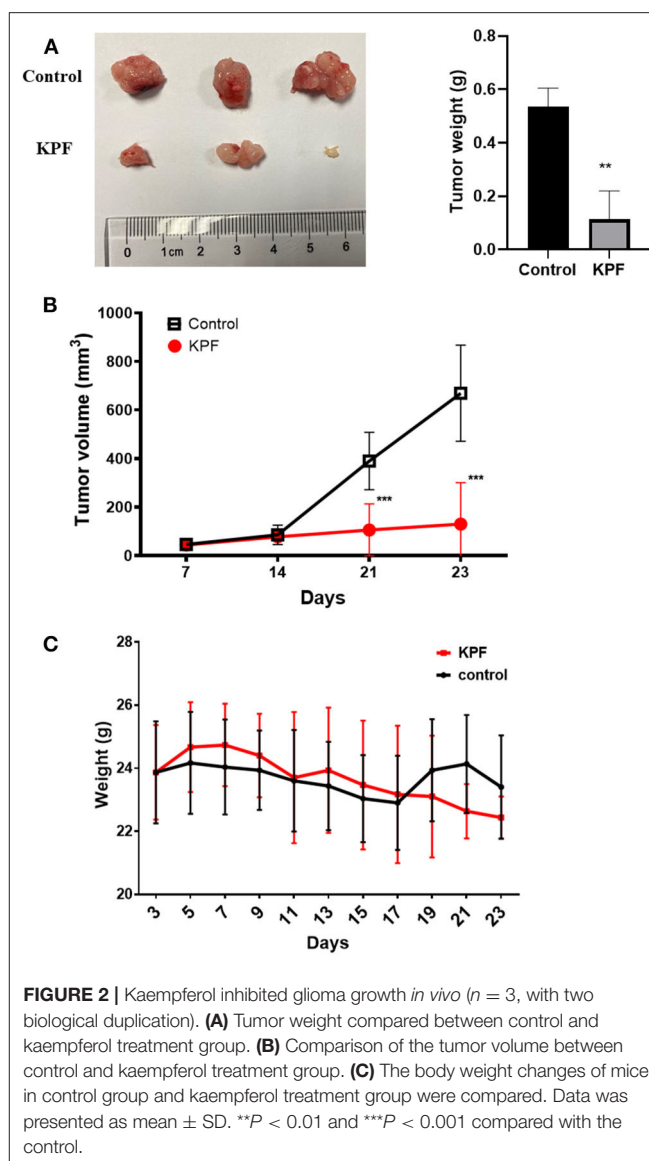 A
Control
KPF
0 1cm 2 3 4 5 6
Tumor weight (g)
0.8
0.6
0.4
0.2
0.0
**
Control KPF
B
Tumor volume (mm³)
1000
800
600
400
200
0
Control
KPF
***
***
7 14 21 23
Days
C
Weight (g)
28
26
24
22
20
KPF
control
3 5 7 9 11 13 15 17 19 21 23
Days
FIGURE 2 | Kaempferol inhibited glioma growth in vivo (n = 3, with two
biological duplication). (A) Tumor weight compared between control and
kaempferol treatment group. (B) Comparison of the tumor volume between
control and kaempferol treatment group. (C) The body weight changes of mice
in control group and kaempferol treatment group were compared. Data was
presented as mean ± SD. **P < 0.01 and ***P < 0.001 compared with the
control.